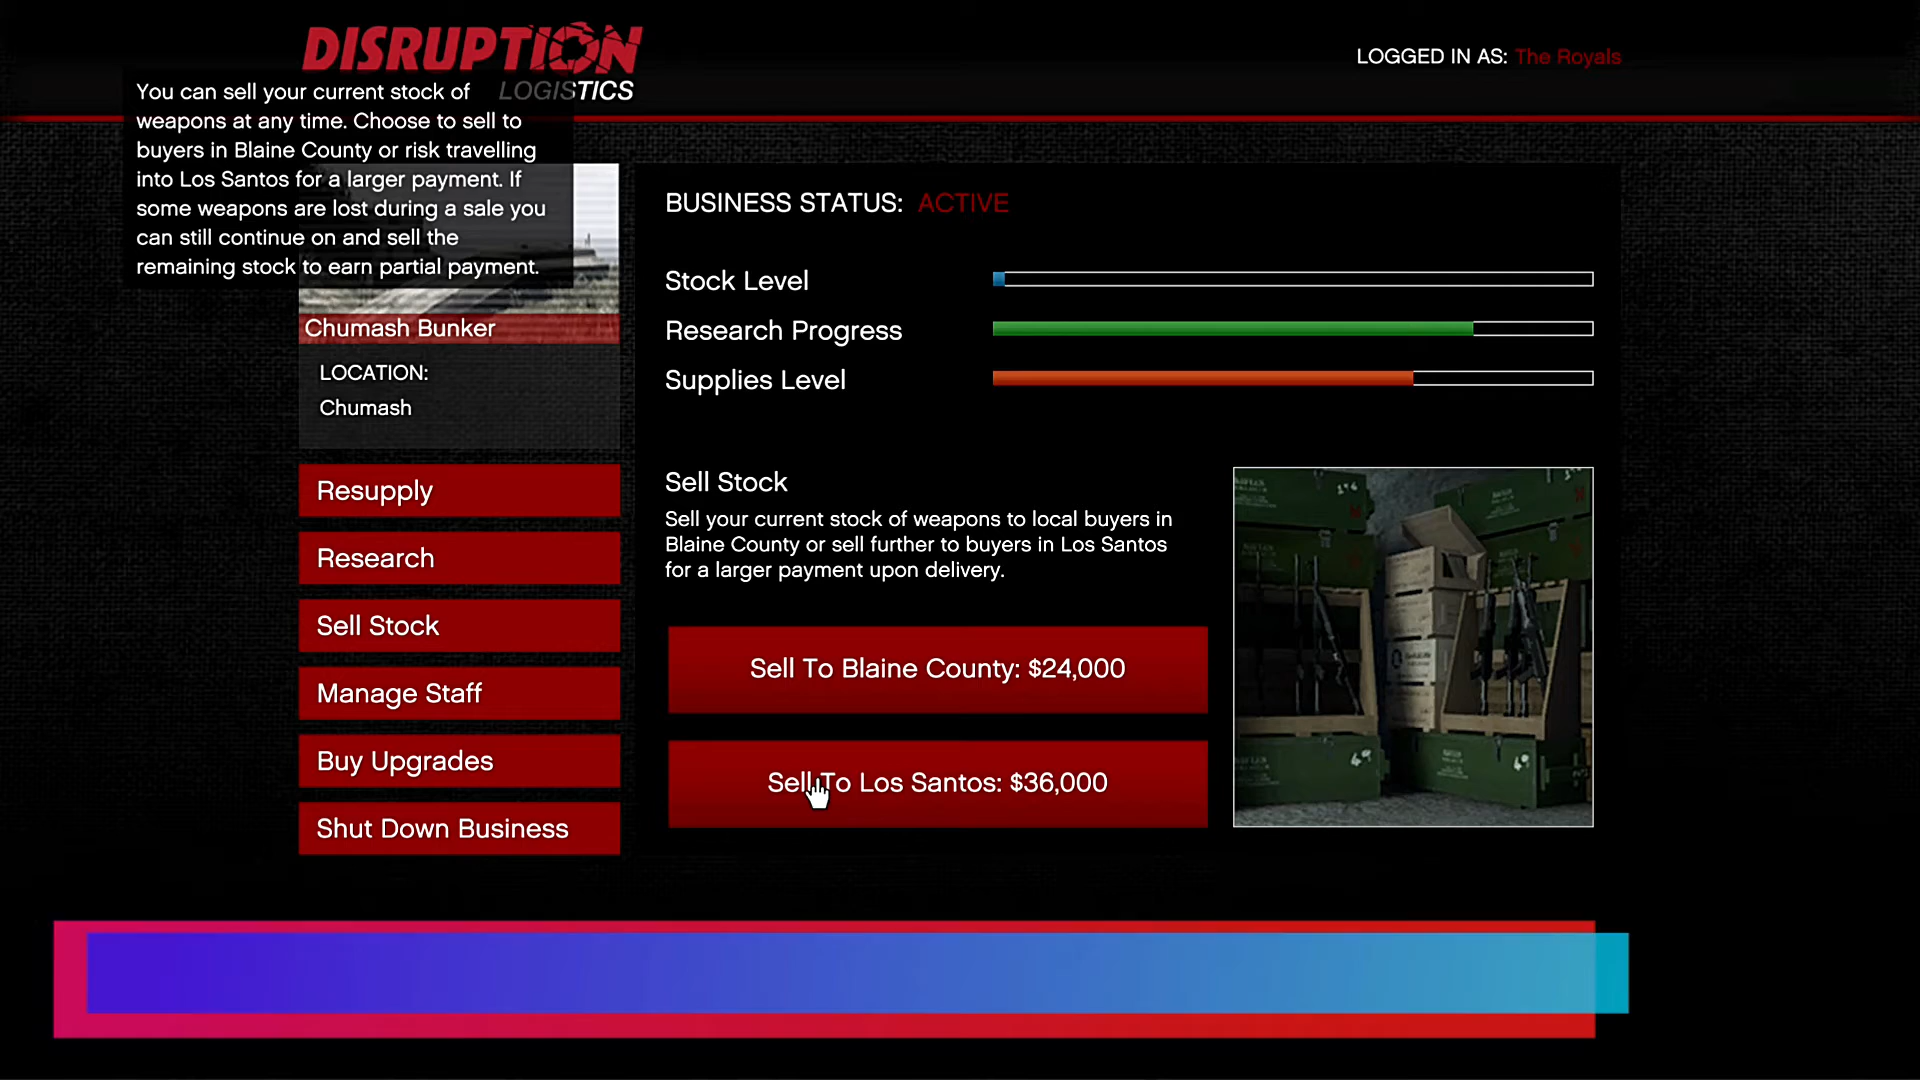 DISRUPTION
LOGISTICS
LOGGED IN AS: The Royals
You can sell your current stock of
weapons at any time. Choose to sell to
buyers in Blaine County or risk travelling
into Los Santos for a larger payment. If
some weapons are lost during a sale you
can still continue on and sell the
remaining stock to earn partial payment.
Chumash Bunker
LOCATION:
Chumash
Resupply
Research
Sell Stock
Manage Staff
Buy Upgrades
Shut Down Business
BUSINESS STATUS: ACTIVE
Stock Level
Research Progress
Supplies Level
Sell Stock
Sell your current stock of weapons to local buyers in
Blaine County or sell further to buyers in Los Santos
for a larger payment upon delivery.
Sell To Blaine County: $24,000
Sell To Los Santos: $36,000